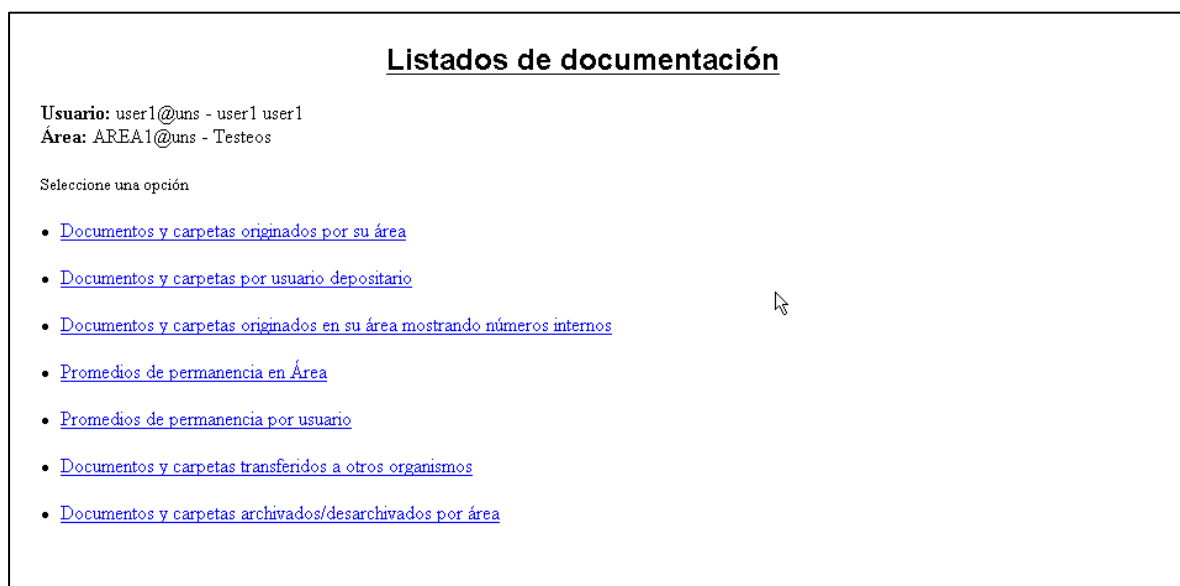 Listados de documentación
Usuario: user1@uns - user1 user1
Área: AREA1@uns - Testeos
Seleccione una opción
• Documentos y carpetas originados por su área
• Documentos y carpetas por usuario depositario
• Documentos y carpetas originados en su área mostrando números internos
• Promedios de permanencia en Área
• Promedios de permanencia por usuario
• Documentos y carpetas transferidos a otros organismos
• Documentos y carpetas archivados/desarchivados por área